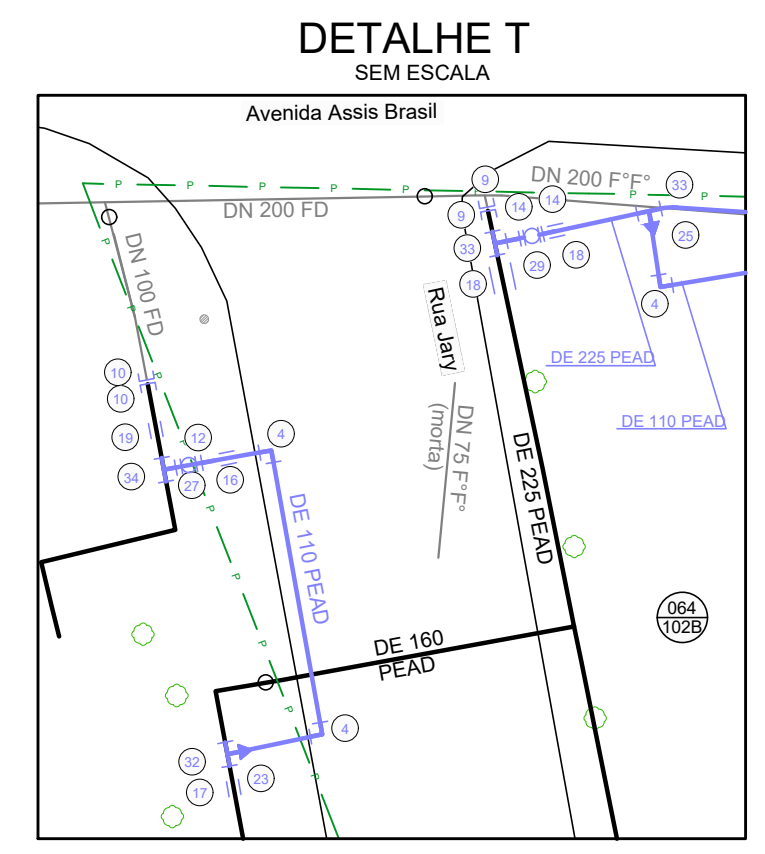 DETALHE T
SEM ESCALA
Avenida Assis Brasil
P P P P P P P P
DN 200 FD
DN 200 F°F°
9
33
9
14
14
33
25
18
29
18
4
DN 100 FD
P
P
Rua Jary
DE 225 PEAD
DE 110 PEAD
10
10
19
12
4
34
27
16
DN 75 F°F°
(morta)
DE 225 PEAD
P
P
P
DE 110 PEAD
064
102B
DE 160
PEAD
P
P
4
32
23
17